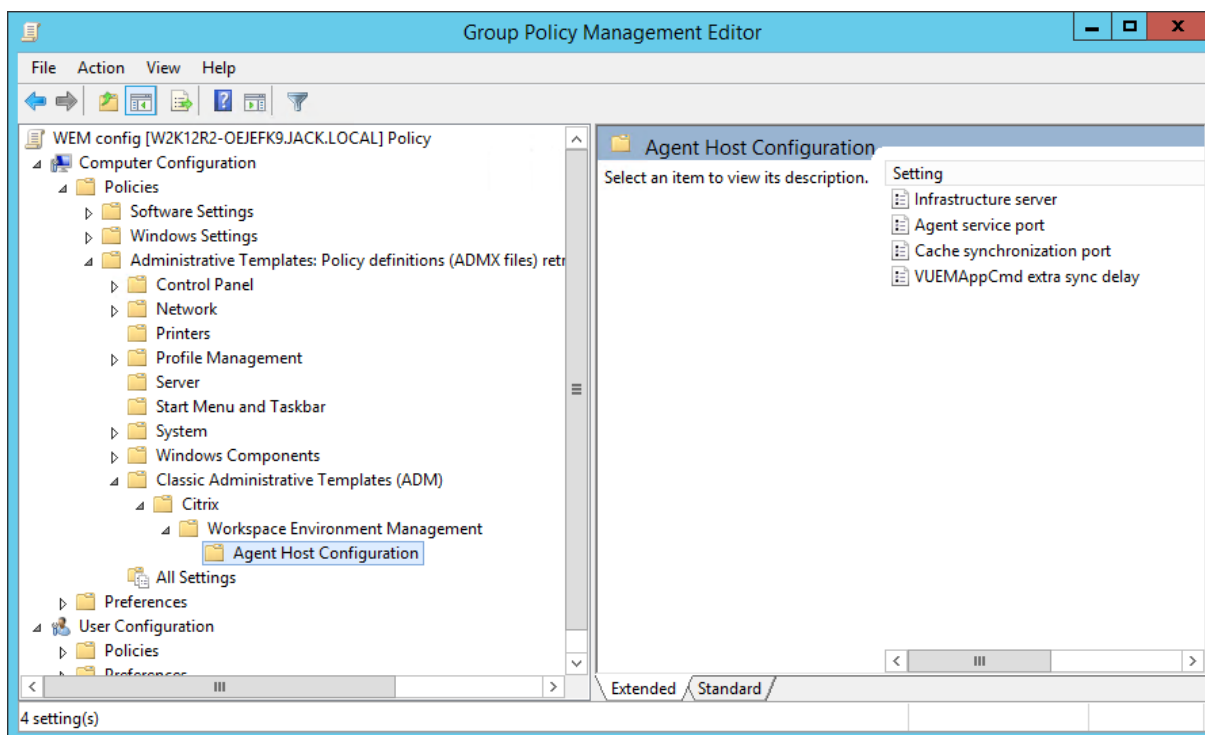 Group Policy Management Editor
File Action View Help
WEM config [W2K12R2-OEJEFK9.JACK.LOCAL] Policy
Computer Configuration
Policies
Software Settings
Windows Settings
Administrative Templates: Policy definitions (ADMX files) retr
Control Panel
Network
Printers
Profile Management
Server
Start Menu and Taskbar
System
Windows Components
Classic Administrative Templates (ADM)
Citrix
Workspace Environment Management
Agent Host Configuration
All Settings
Preferences
User Configuration
Policies
Preferences
Agent Host Configuration
Select an item to view its description.
Setting
Infrastructure server
Agent service port
Cache synchronization port
VUEMAppCmd extra sync delay
Extended Standard
4 setting(s)